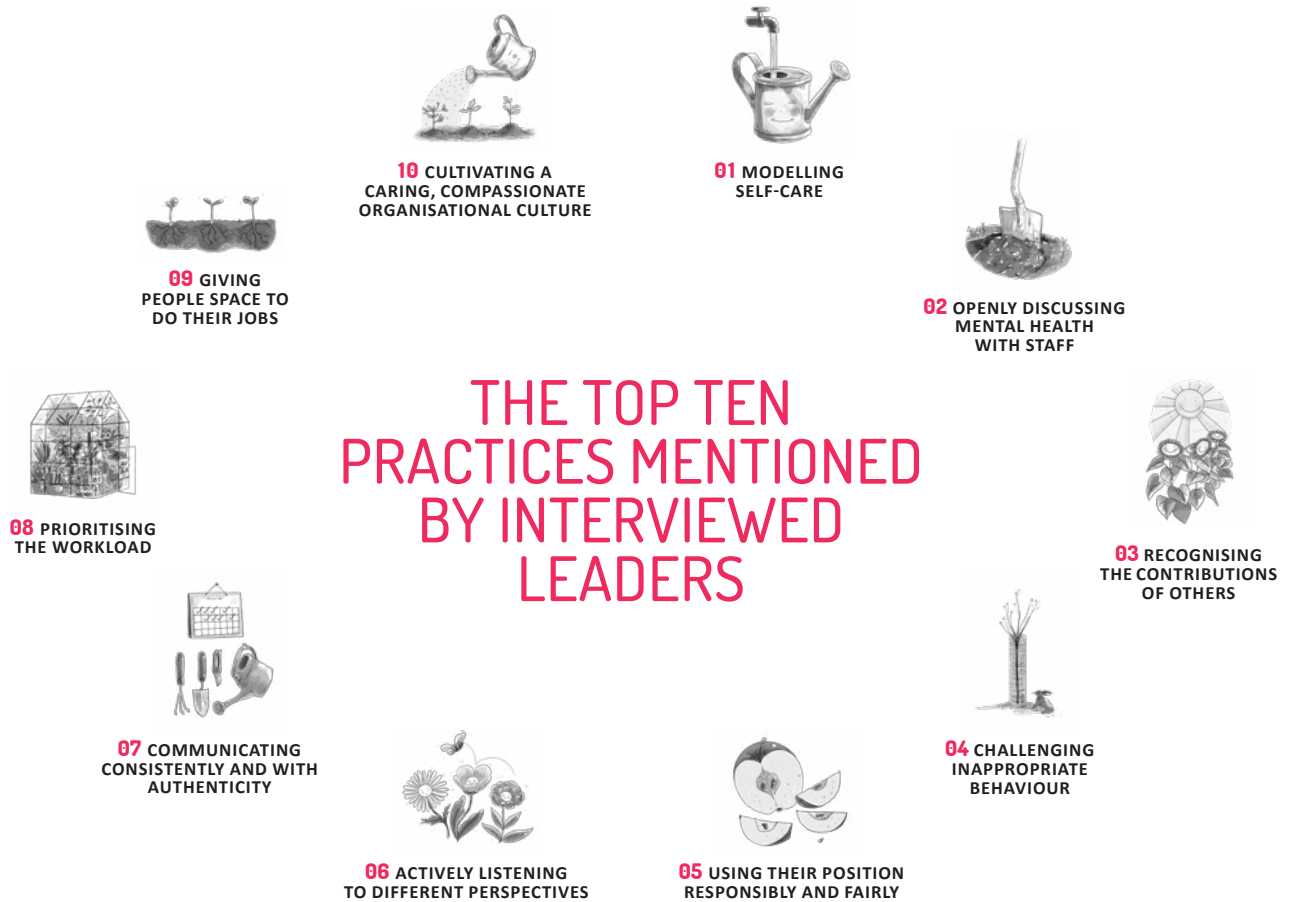 THE TOP TEN
PRACTICES MENTIONED
BY INTERVIEWED
LEADERS
01 MODELLING
SELF-CARE
02 OPENLY DISCUSSING
MENTAL HEALTH
WITH STAFF
03 RECOGNISING
THE CONTRIBUTIONS
OF OTHERS
04 CHALLENGING
INAPPROPRIATE
BEHAVIOUR
05 USING THEIR POSITION
RESPONSIBLY AND FAIRLY
06 ACTIVELY LISTENING
TO DIFFERENT PERSPECTIVES
07 COMMUNICATING
CONSISTENTLY AND WITH
AUTHENTICITY
08 PRIORITISING
THE WORKLOAD
09 GIVING
PEOPLE SPACE TO
DO THEIR JOBS
10 CULTIVATING A
CARING, COMPASSIONATE
ORGANISATIONAL CULTURE